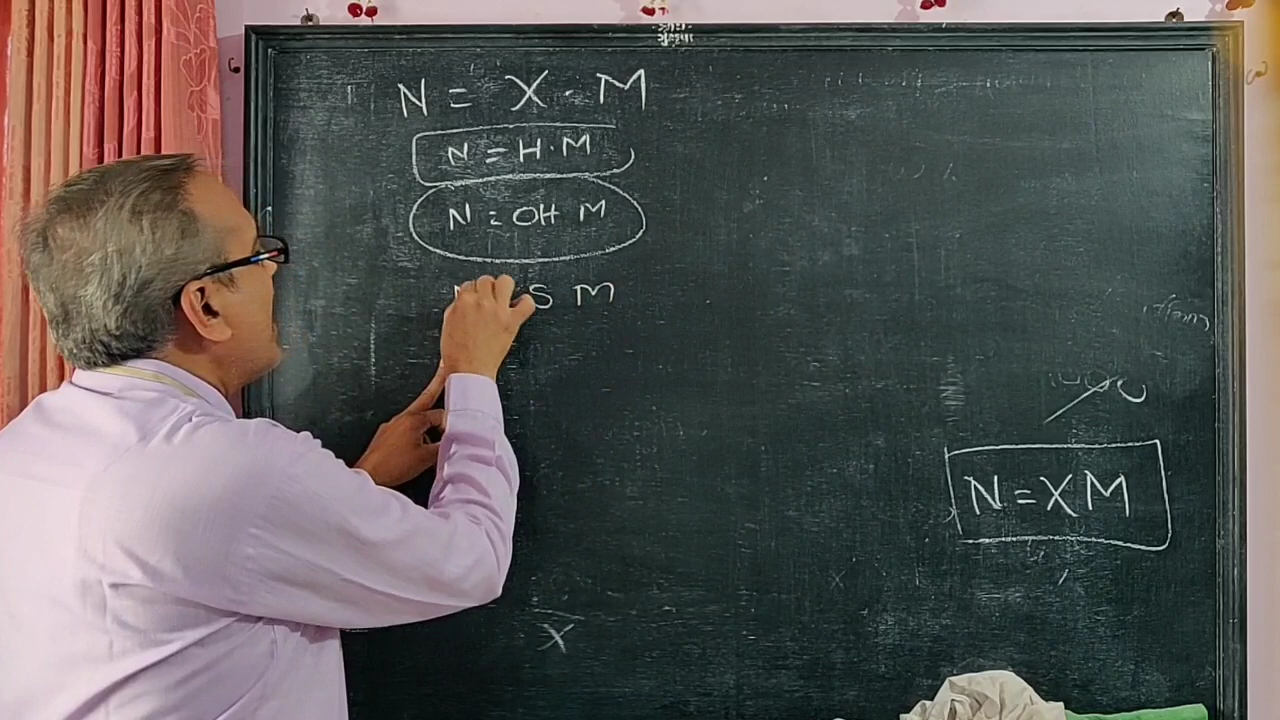 N = X . M
N = H . M
N = OH M
S M
N = X M
X